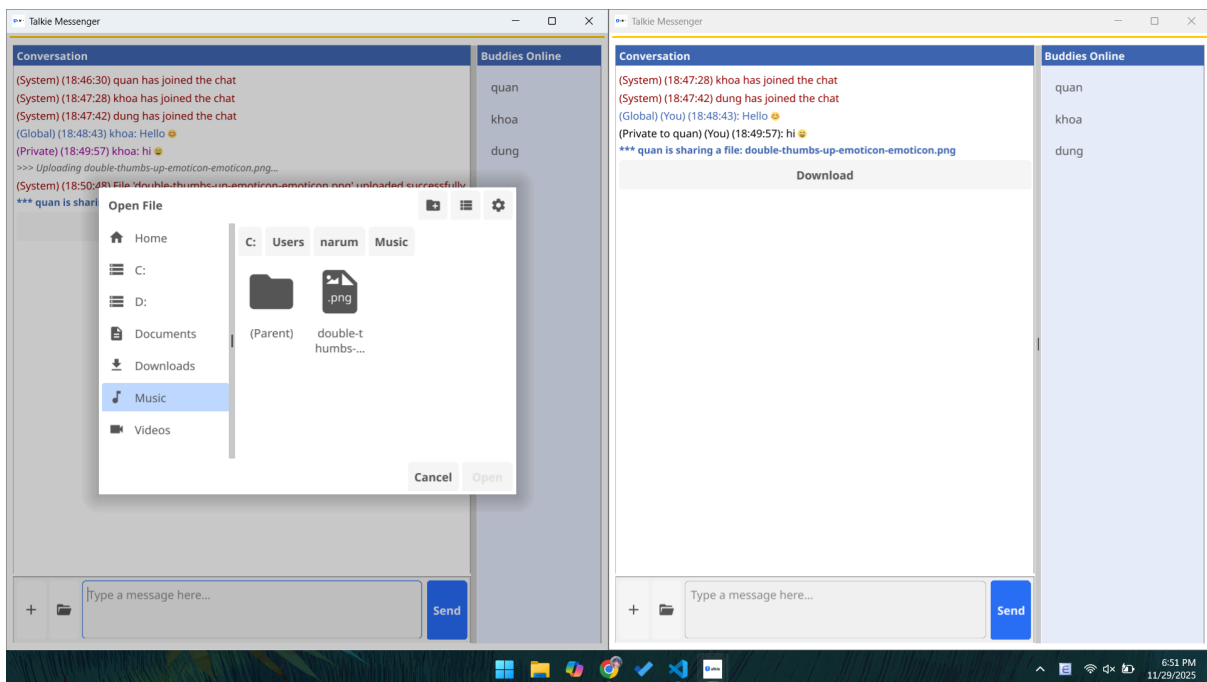 Talkie Messenger
Conversation
Buddies Online
(System) (18:46:30) quan has joined the chat
(System) (18:47:28) khoa has joined the chat
(System) (18:47:42) dung has joined the chat
(Global) (18:48:43) khoa: Hello 😊
(Private) (18:49:57) khoa: hi 😄
>>> Uploading double-thumbs-up-emoticon-emoticon.png...
(System) (18:50:48) File 'double-thumbs-up-emoticon-emoticon.png' uploaded successfully
*** quan is shari
quan
khoa
dung
Open File
Home
C:
D:
Documents
Downloads
Music
Videos
C: Users narum Music
.png
(Parent)
double-t
humbs-...
Cancel
Open
+
Type a message here...
Send
Talkie Messenger
Conversation
Buddies Online
(System) (18:47:28) khoa has joined the chat
(System) (18:47:42) dung has joined the chat
(Global) (You) (18:48:43): Hello 😊
(Private to quan) (You) (18:49:57): hi 😄
*** quan is sharing a file: double-thumbs-up-emoticon-emoticon.png
Download
quan
khoa
dung
+
Type a message here...
Send
E
6:51 PM
11/29/2025